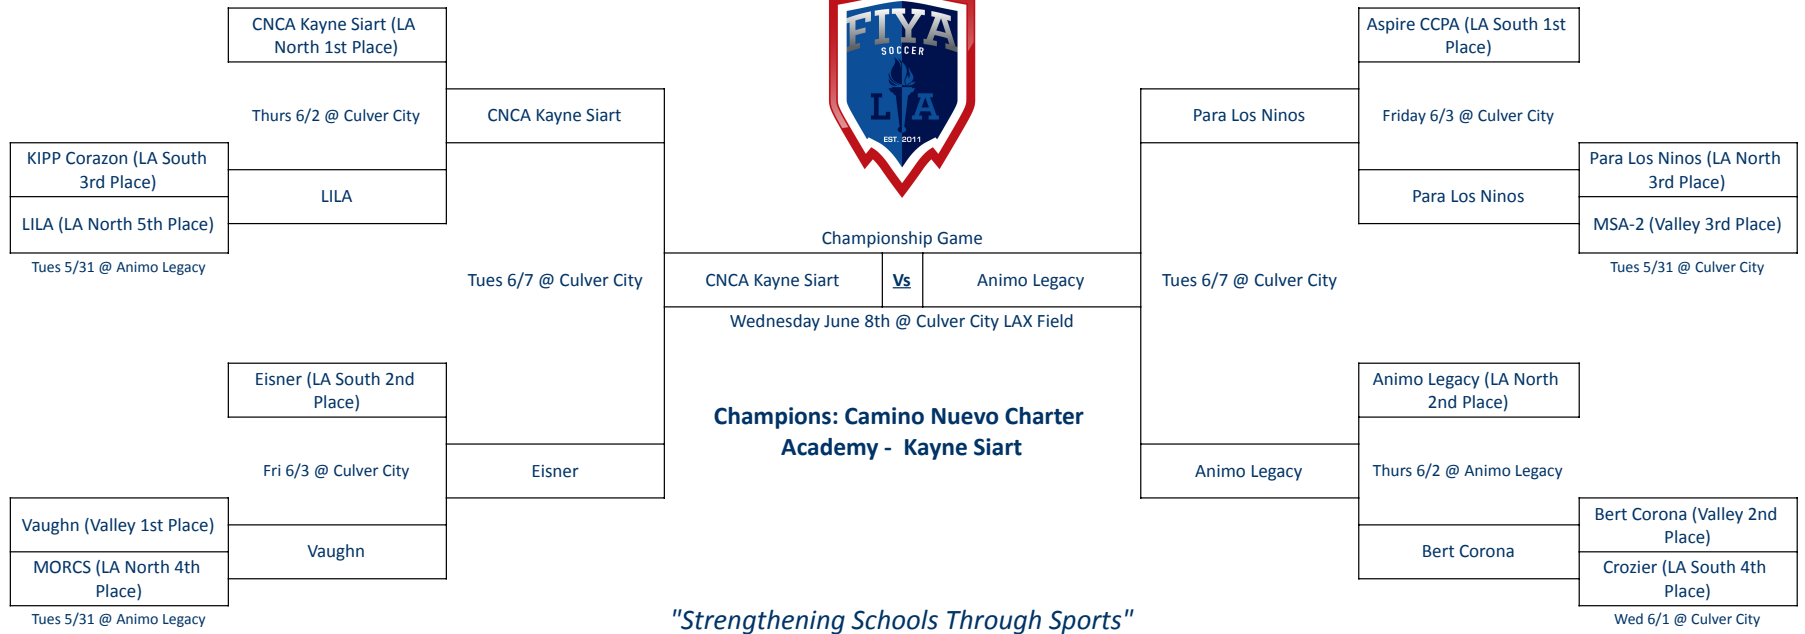 CNCA Kayne Siart (LA
North 1st Place)
Thurs 6/2 @ Culver City
CNCA Kayne Siart
KIPP Corazon (LA South
3rd Place)
LILA (LA North 5th Place)
Tues 5/31 @ Animo Legacy
LILA
Tues 6/7 @ Culver City
Eisner (LA South 2nd
Place)
Fri 6/3 @ Culver City
Eisner
Vaughn (Valley 1st Place)
MORCS (LA North 4th
Place)
Tues 5/31 @ Animo Legacy
Vaughn
FIYA
SOCCER
LA
EST. 2011
Championship Game
CNCA Kayne Siart
Vs
Animo Legacy
Wednesday June 8th @ Culver City LAX Field
Champions: Camino Nuevo Charter
Academy - Kayne Siart
"Strengthening Schools Through Sports"
Aspire CCPA (LA South 1st
Place)
Para Los Ninos
Friday 6/3 @ Culver City
Para Los Ninos (LA North
3rd Place)
Para Los Ninos
MSA-2 (Valley 3rd Place)
Tues 5/31 @ Culver City
Tues 6/7 @ Culver City
Animo Legacy (LA North
2nd Place)
Animo Legacy
Thurs 6/2 @ Animo Legacy
Bert Corona (Valley 2nd
Place)
Bert Corona
Crozier (LA South 4th
Place)
Wed 6/1 @ Culver City